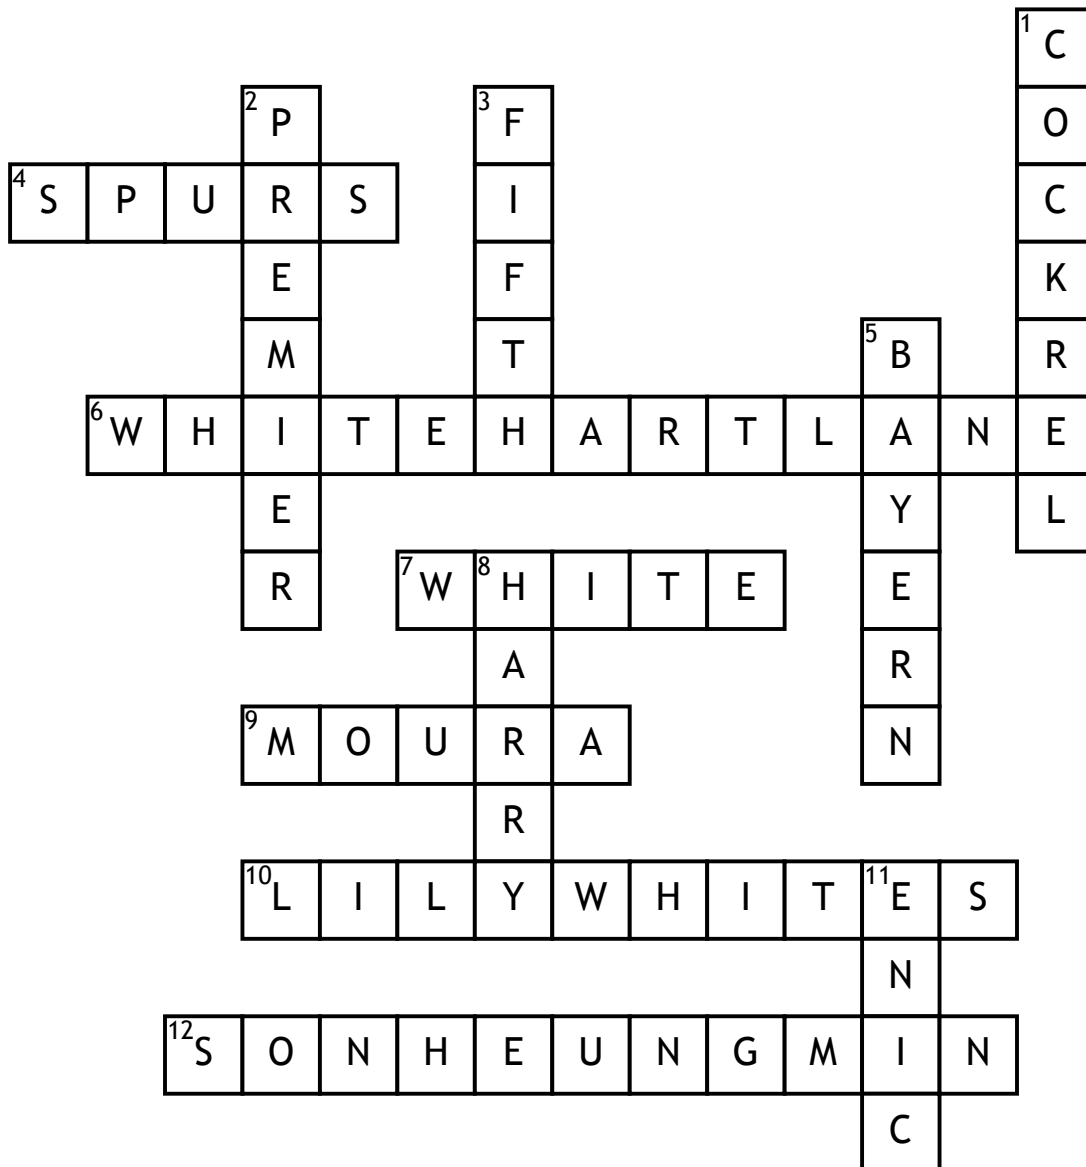 1 C
2 P 3 F O
4 S P U R S I C
E F K
M T 5 B R
6 W H I T E H A R T L A N E
E Y L
R 7 W 8 H I T E E
A R
9 M O U R A N
R
10 L I L Y W H I T 11 E S
N
12 S O N H E U N G M I N
C